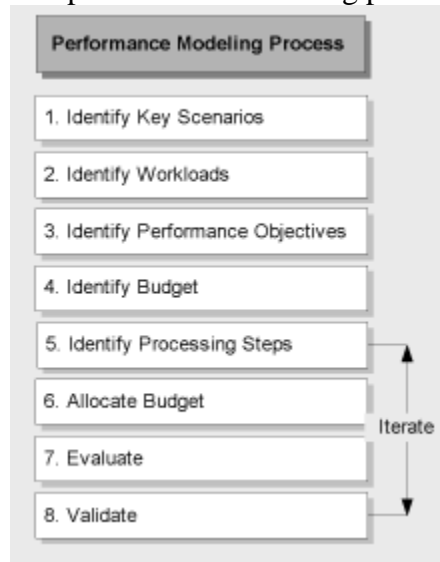 Performance Modeling Process
1. Identify Key Scenarios
2. Identify Workloads
3. Identify Performance Objectives
4. Identify Budget
5. Identify Processing Steps
6. Allocate Budget
Iterate
7. Evaluate
8. Validate